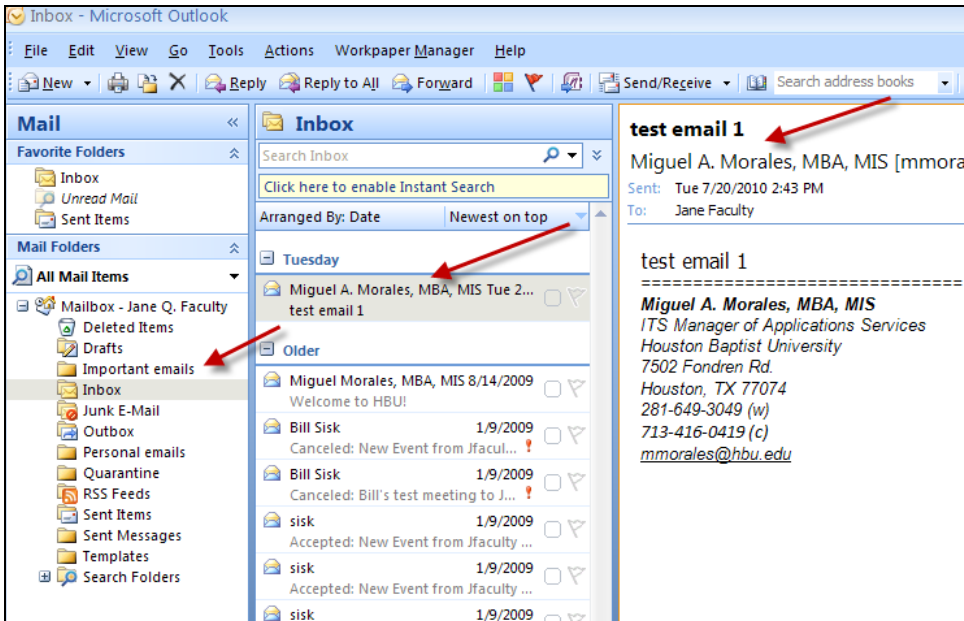 Inbox - Microsoft Outlook
File Edit View Go Tools Actions Workpaper Manager Help
New Reply Reply to All Forward Send/Receive Search address books
Mail «
Favorite Folders
Inbox
Unread Mail
Sent Items
Mail Folders
All Mail Items
Mailbox - Jane Q. Faculty
Deleted Items
Drafts
Important emails
Inbox
Junk E-Mail
Outbox
Personal emails
Quarantine
RSS Feeds
Sent Items
Sent Messages
Templates
Search Folders
Inbox
Search Inbox
Click here to enable Instant Search
Arranged By: Date Newest on top
Tuesday
Miguel A. Morales, MBA, MIS Tue 2...
test email 1
Older
Miguel Morales, MBA, MIS 8/14/2009
Welcome to HBU!
Bill Sisk 1/9/2009
Canceled: New Event from Jfacul...
Bill Sisk 1/9/2009
Canceled: Bill's test meeting to J...
sisk 1/9/2009
Accepted: New Event from Jfaculty ...
sisk 1/9/2009
Accepted: New Event from Jfaculty ...
sisk 1/9/2009
test email 1
Miguel A. Morales, MBA, MIS [mmora
Sent: Tue 7/20/2010 2:43 PM
To: Jane Faculty
test email 1
================================
Miguel A. Morales, MBA, MIS
ITS Manager of Applications Services
Houston Baptist University
7502 Fondren Rd.
Houston, TX 77074
281-649-3049 (w)
713-416-0419 (c)
mmorales@hbu.edu